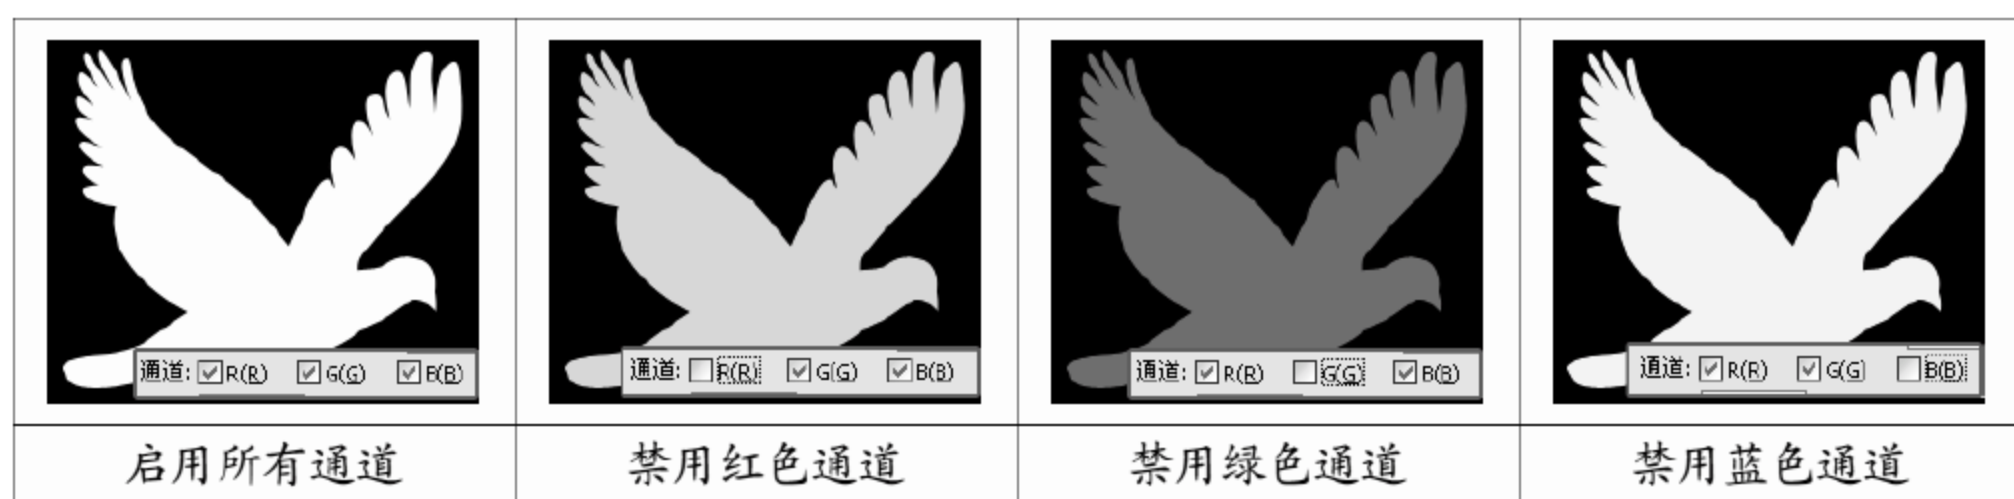 通道: R(R) G(G) B(B)
通道: R(R) G(G) B(B)
通道: R(R) G(G) B(B)
通道: R(R) G(G) B(B)
启用所有通道
禁用红色通道
禁用绿色通道
禁用蓝色通道